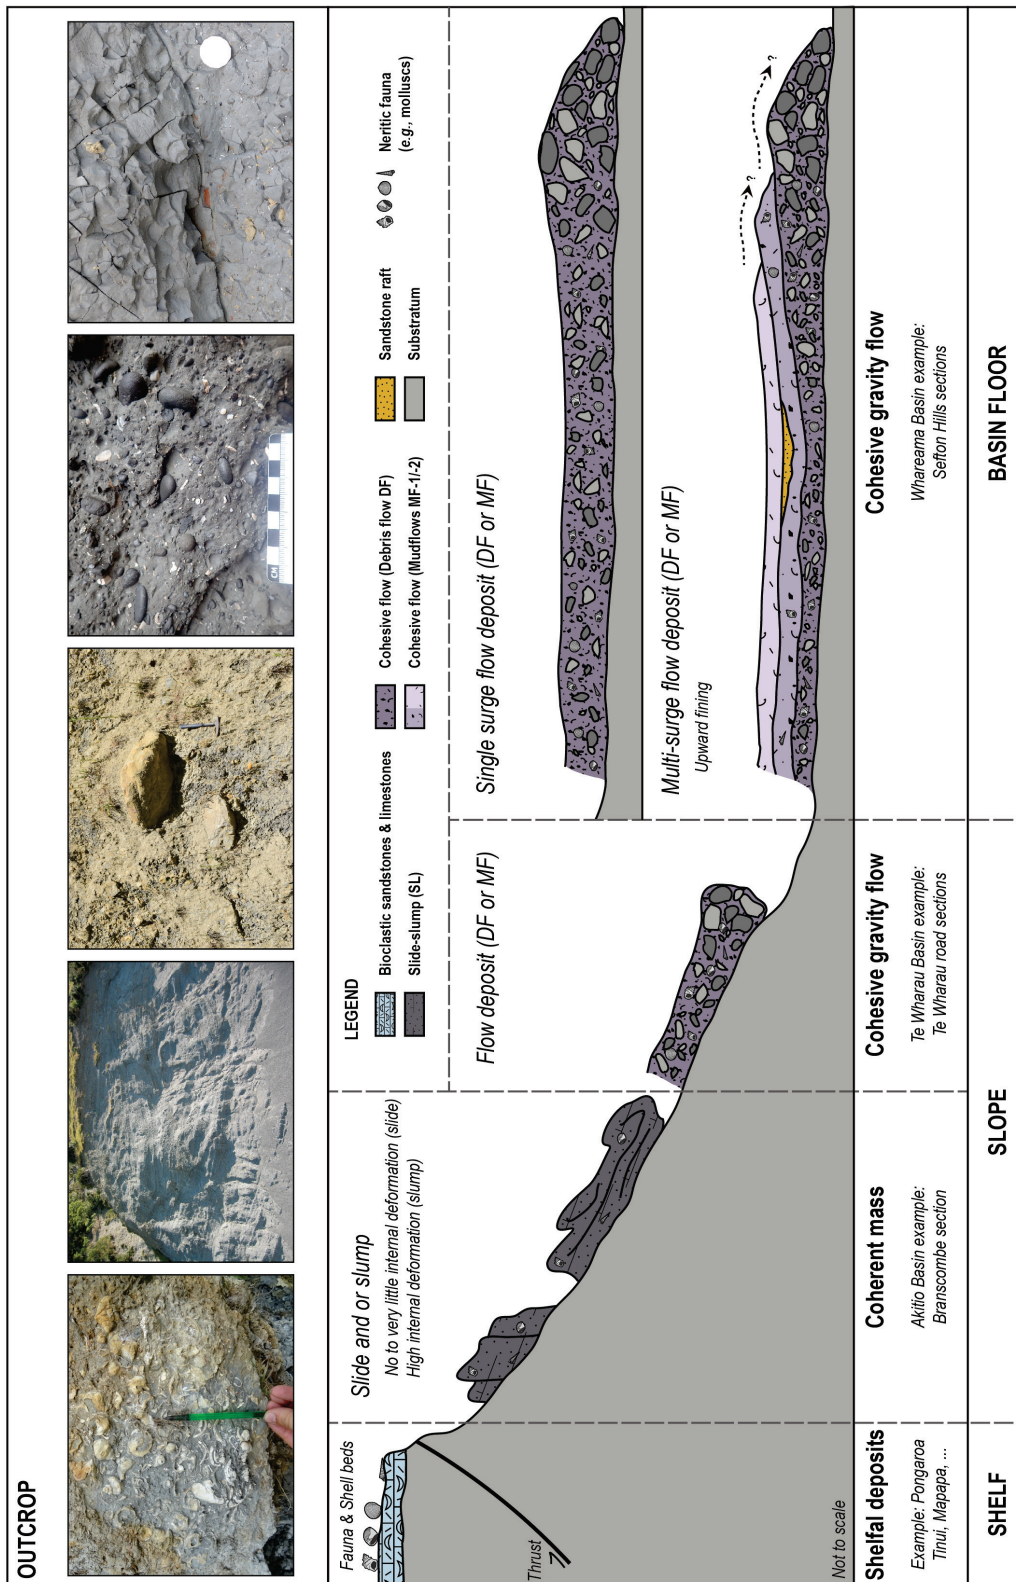 OUTCROP
CM
Fauna & Shell beds
Thrust
Not to scale
Slide and or slump
No to very little internal deformation (slide)
High internal deformation (slump)
LEGEND
Bioclastic sandstones & limestones
Slide-slump (SL)
Cohesive flow (Debris flow DF)
Cohesive flow (Mudflows MF-1/-2)
Sandstone raft
Substratum
Neritic fauna
(e.g., molluscs)
Flow deposit (DF or MF)
Single surge flow deposit (DF or MF)
Multi-surge flow deposit (DF or MF)
Upward fining
?
?
Shelfal deposits
Example: Pongaroa
Tinui, Mapapa, ...
Coherent mass
Akitio Basin example:
Branscombe section
Cohesive gravity flow
Te Wharau Basin example:
Te Wharau road sections
Cohesive gravity flow
Whareama Basin example:
Sefton Hills sections
SHELF
SLOPE
BASIN FLOOR